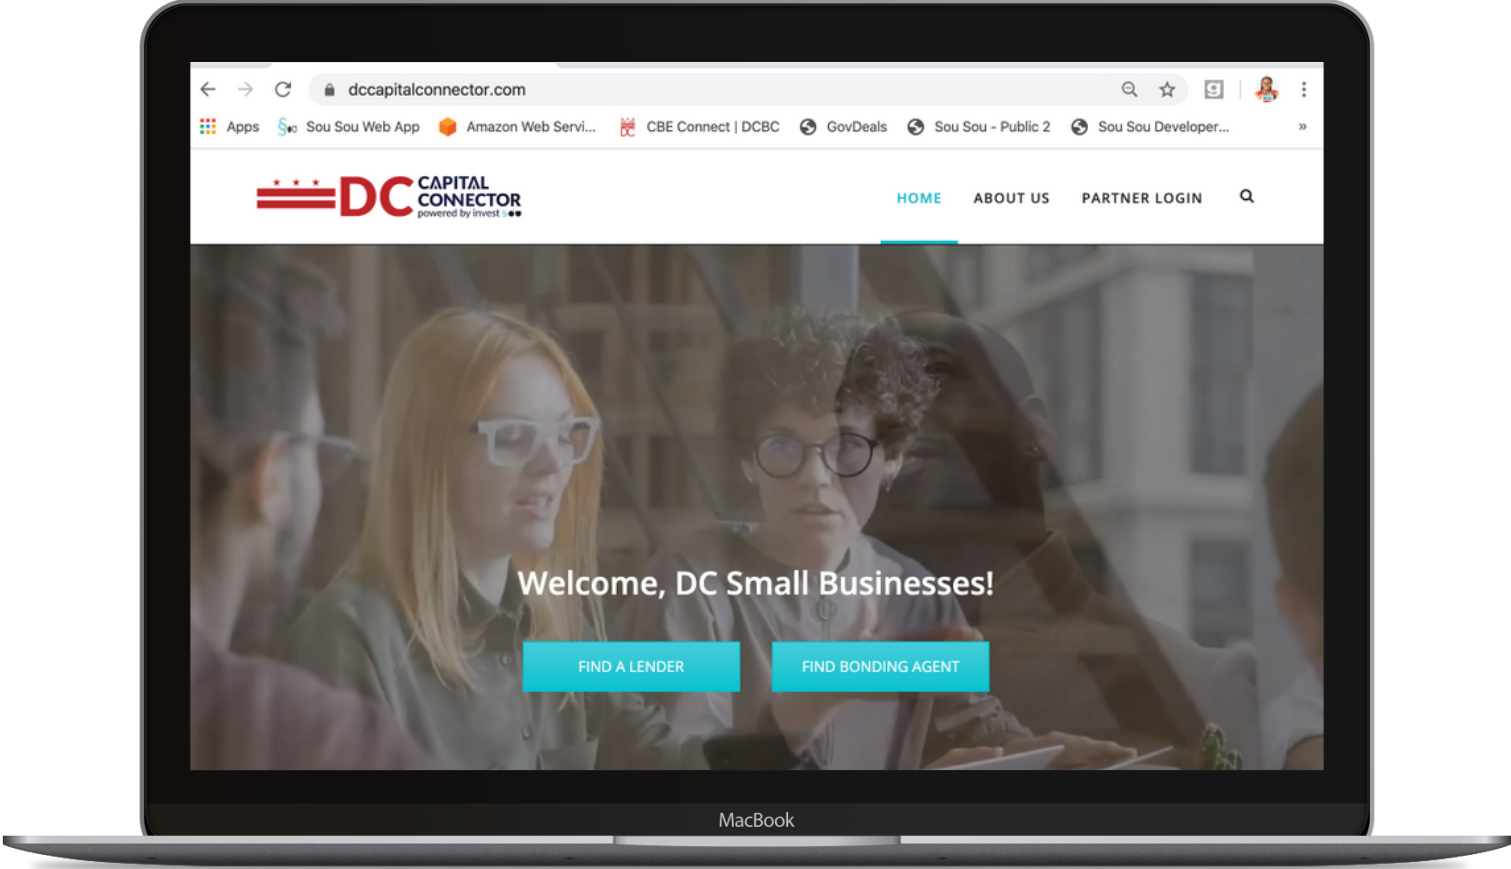 dccapitalconnector.com
Apps Sou Sou Web App Amazon Web Servi... CBE Connect | DCBC GovDeals Sou Sou - Public 2 Sou Sou Developer... »
DC CAPITAL
CONNECTOR
powered by invest
HOME ABOUT US PARTNER LOGIN
Welcome, DC Small Businesses!
FIND A LENDER FIND BONDING AGENT
MacBook